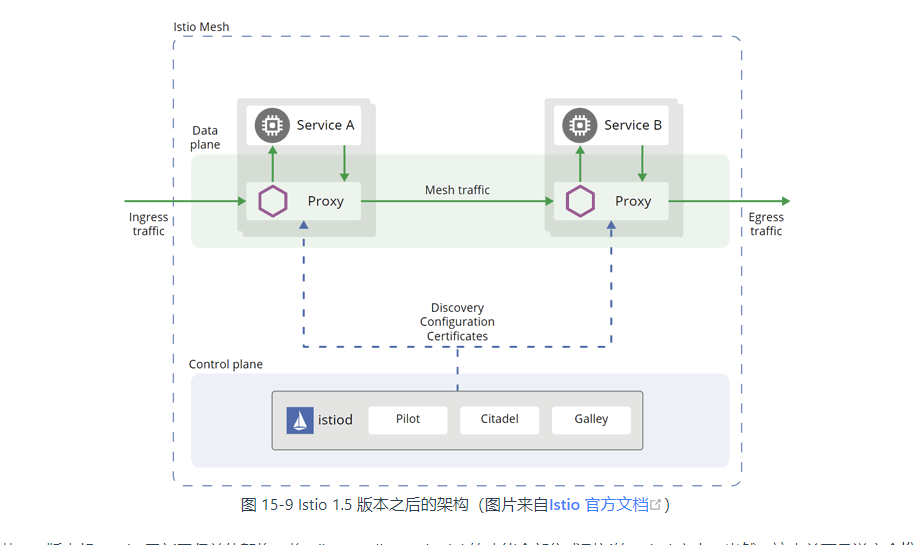 Istio Mesh
Data
plane
Service A
Service B
Proxy
Mesh traffic
Proxy
Ingress
traffic
Egress
traffic
Discovery
Configuration
Certificates
Control plane
istiod
Pilot
Citadel
Galley
图 15-9 Istio 1.5 版本之后的架构（图片来自Istio 官方文档）